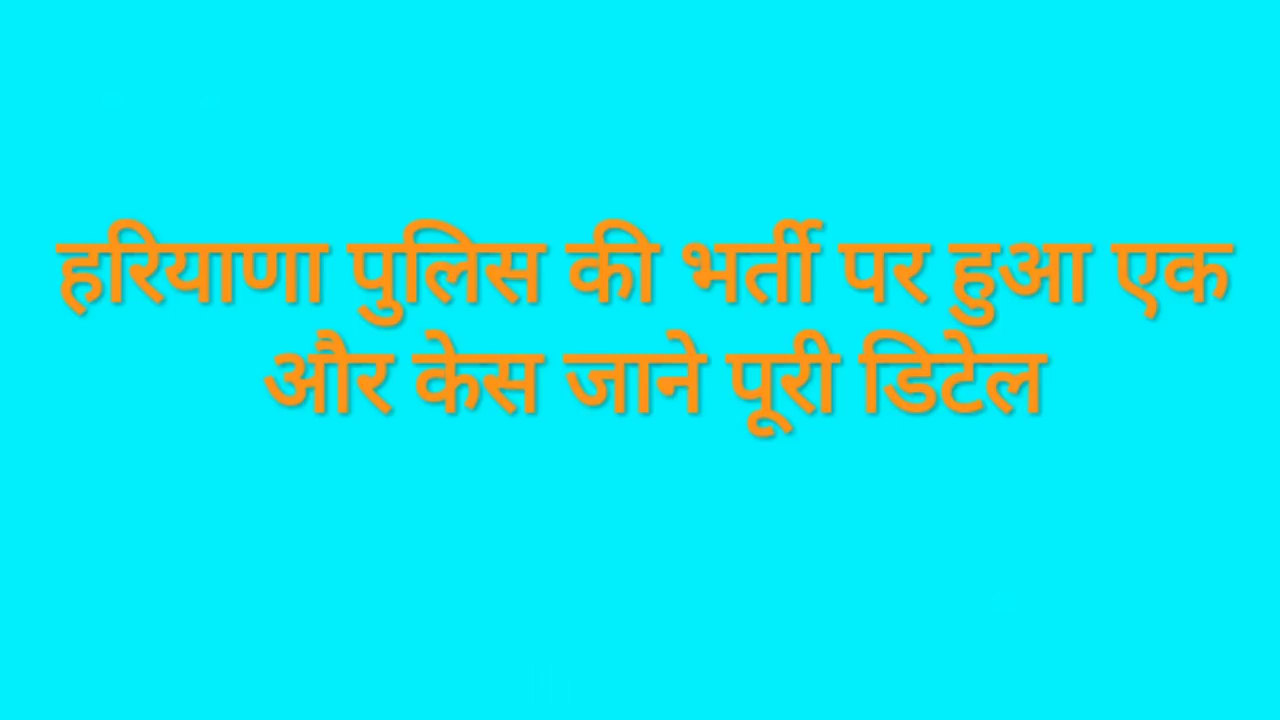 हरियाणा पुलिस की भर्ती पर हुआ एक
और केस जाने पूरी डिटेल